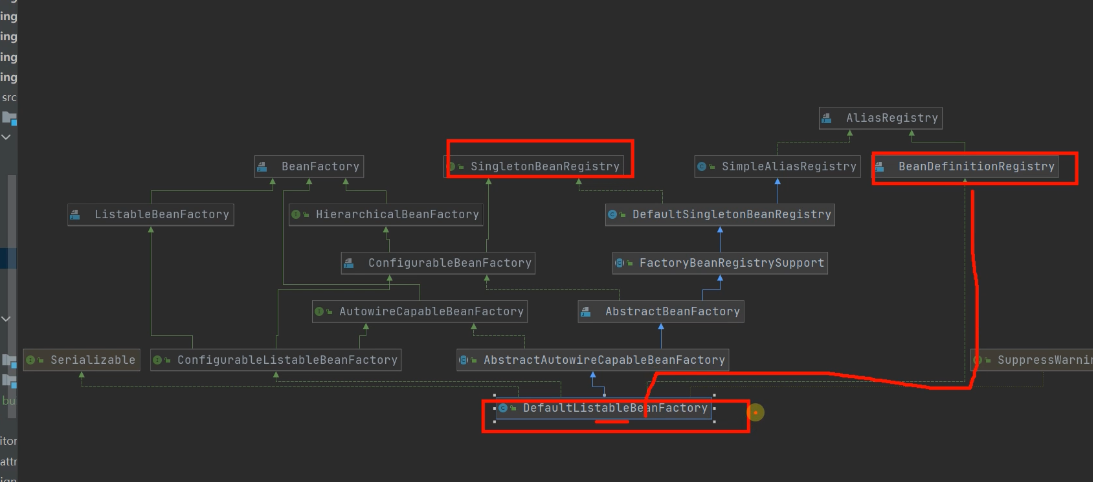 ing
ing
ing
ing
src
AliasRegistry
BeanFactory
SingletonBeanRegistry
SimpleAliasRegistry
BeanDefinitionRegistry
ListableBeanFactory
HierarchicalBeanFactory
DefaultSingletonBeanRegistry
ConfigurableBeanFactory
FactoryBeanRegistrySupport
AutowireCapableBeanFactory
AbstractBeanFactory
Serializable
ConfigurableListableBeanFactory
AbstractAutowireCapableBeanFactory
SuppressWarnin
bu
DefaultListableBeanFactory
itor
attr
ign